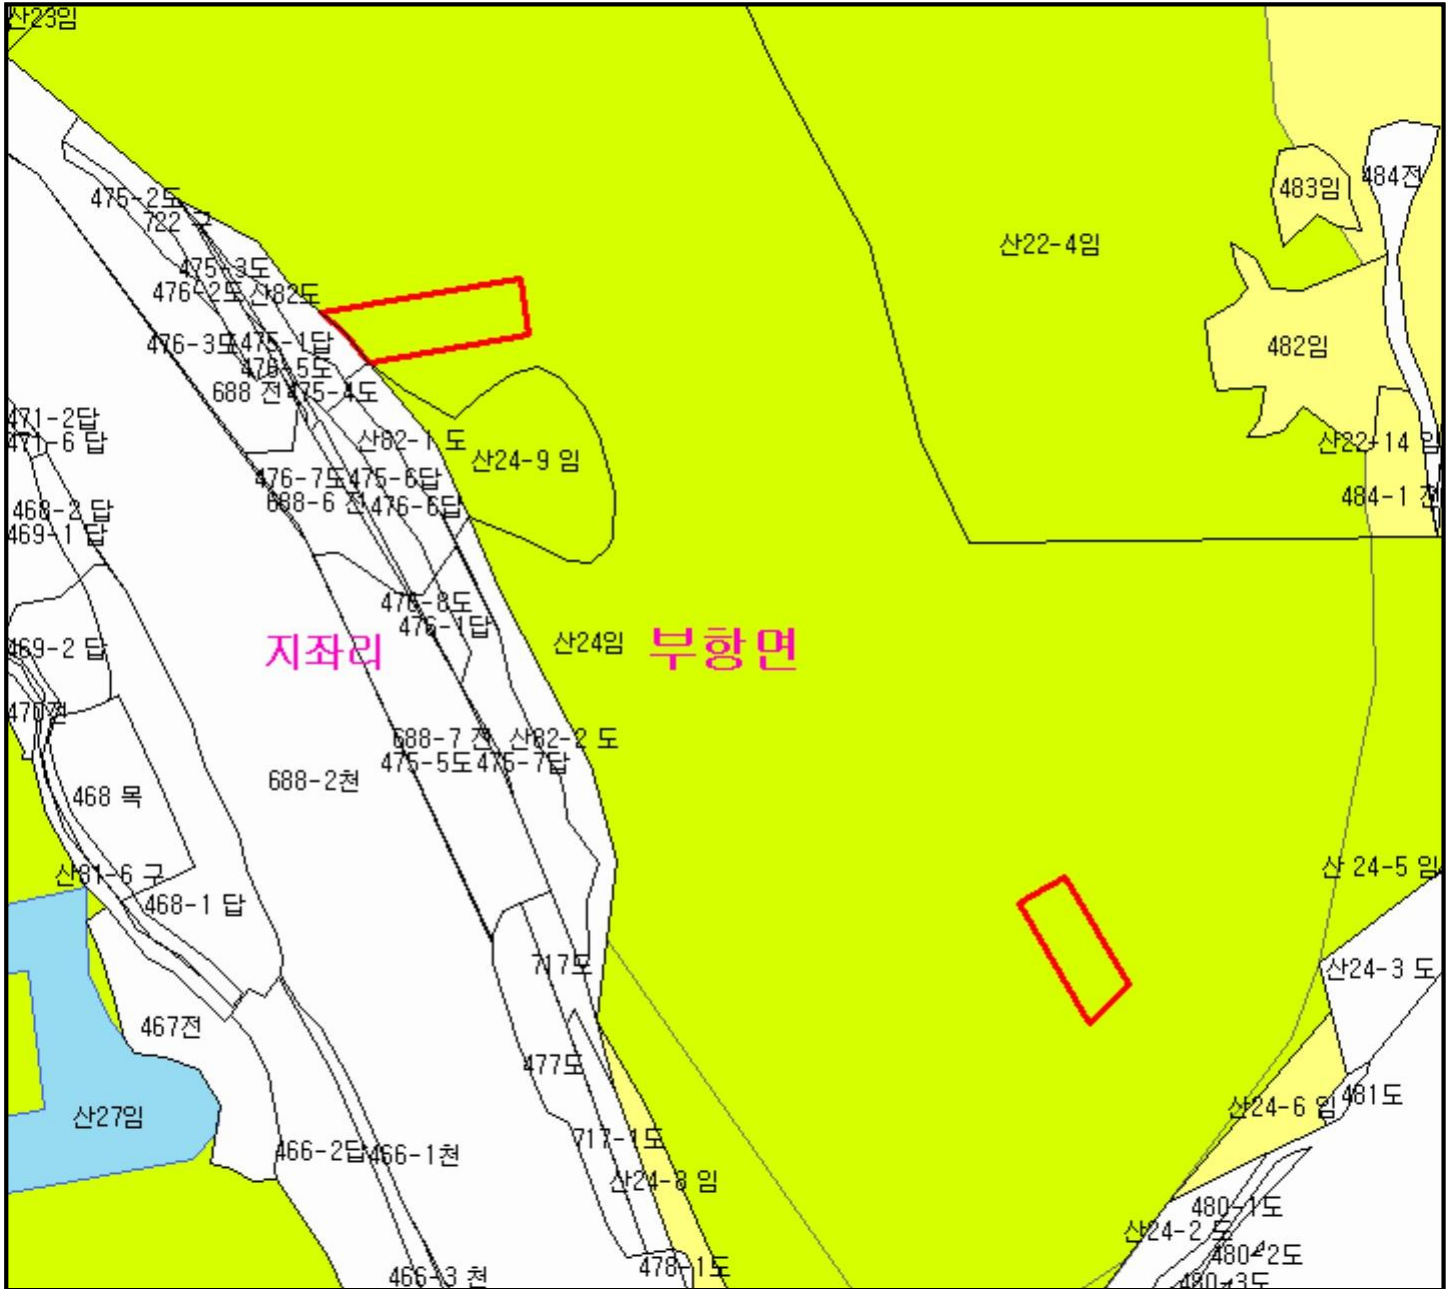 산23임
484전
483임
475-2도
722 구
산22-4임
475-3도
476-2도
산82도
476-3도
475-1답
476-5도
482임
688 전
475-4도
471-2답
471-6 답
산82-1 도
산22-14 임
산24-9 임
476-7도
475-6답
688-6 전
476-6답
484-1 전
468-2 답
469-1 답
476-8도
476-1답
469-2 답
지좌리
산24임
부항면
470전
688-7 전
산82-2 도
475-5도
475-7답
688-2천
468 목
산81-6 구
468-1 답
산 24-5 임
717도
산24-3 도
467전
477도
481도
산27임
산24-6 임
466-2답
466-1천
717-1도
산24-8 임
480-1도
산24-2 도
480-2도
478-1도
466-3 천
480-3도